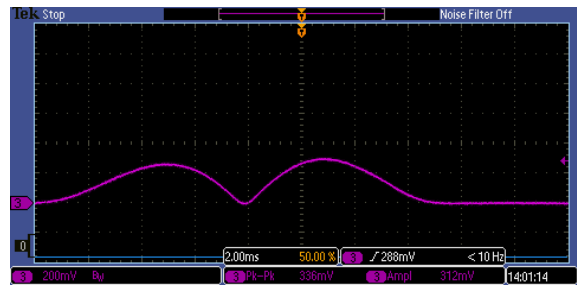 Tek Stop Noise Filter Off
3
0
2.00ms 50.00 % 3 288mV < 10 Hz
3 200mV Bw 3 Pk-Pk 336mV 3 Ampl 312mV 14:01:14